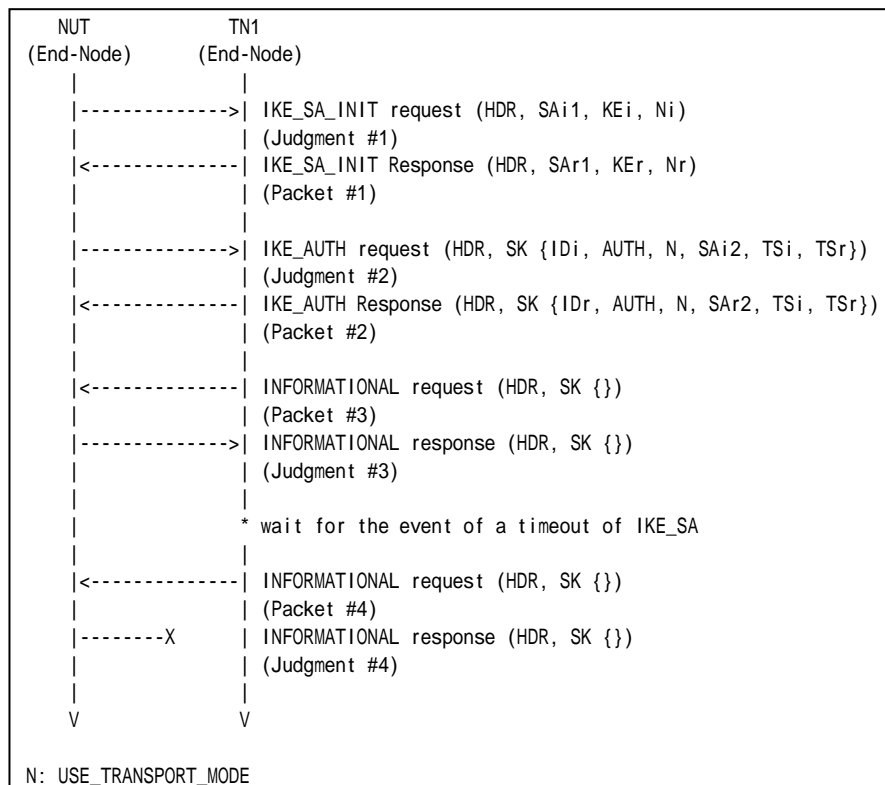 NUT TN1
(End-Node) (End-Node)
| |
|-------------->| IKE_SA_INIT request (HDR, SAi1, KEi, Ni)
| | (Judgment #1)
|<--------------| IKE_SA_INIT Response (HDR, SAr1, KEr, Nr)
| | (Packet #1)
| |
| |
|-------------->| IKE_AUTH request (HDR, SK {IDi, AUTH, N, SAi2, TSi, TSr})
| | (Judgment #2)
|<--------------| IKE_AUTH Response (HDR, SK {IDr, AUTH, N, SAr2, TSi, TSr})
| | (Packet #2)
| |
| |
|<--------------| INFORMATIONAL request (HDR, SK {})
| | (Packet #3)
|-------------->| INFORMATIONAL response (HDR, SK {})
| | (Judgment #3)
| |
| |
| * wait for the event of a timeout of IKE_SA
| |
|<--------------| INFORMATIONAL request (HDR, SK {})
| | (Packet #4)
|--------X | INFORMATIONAL response (HDR, SK {})
| | (Judgment #4)
| |
V V
N: USE_TRANSPORT_MODE